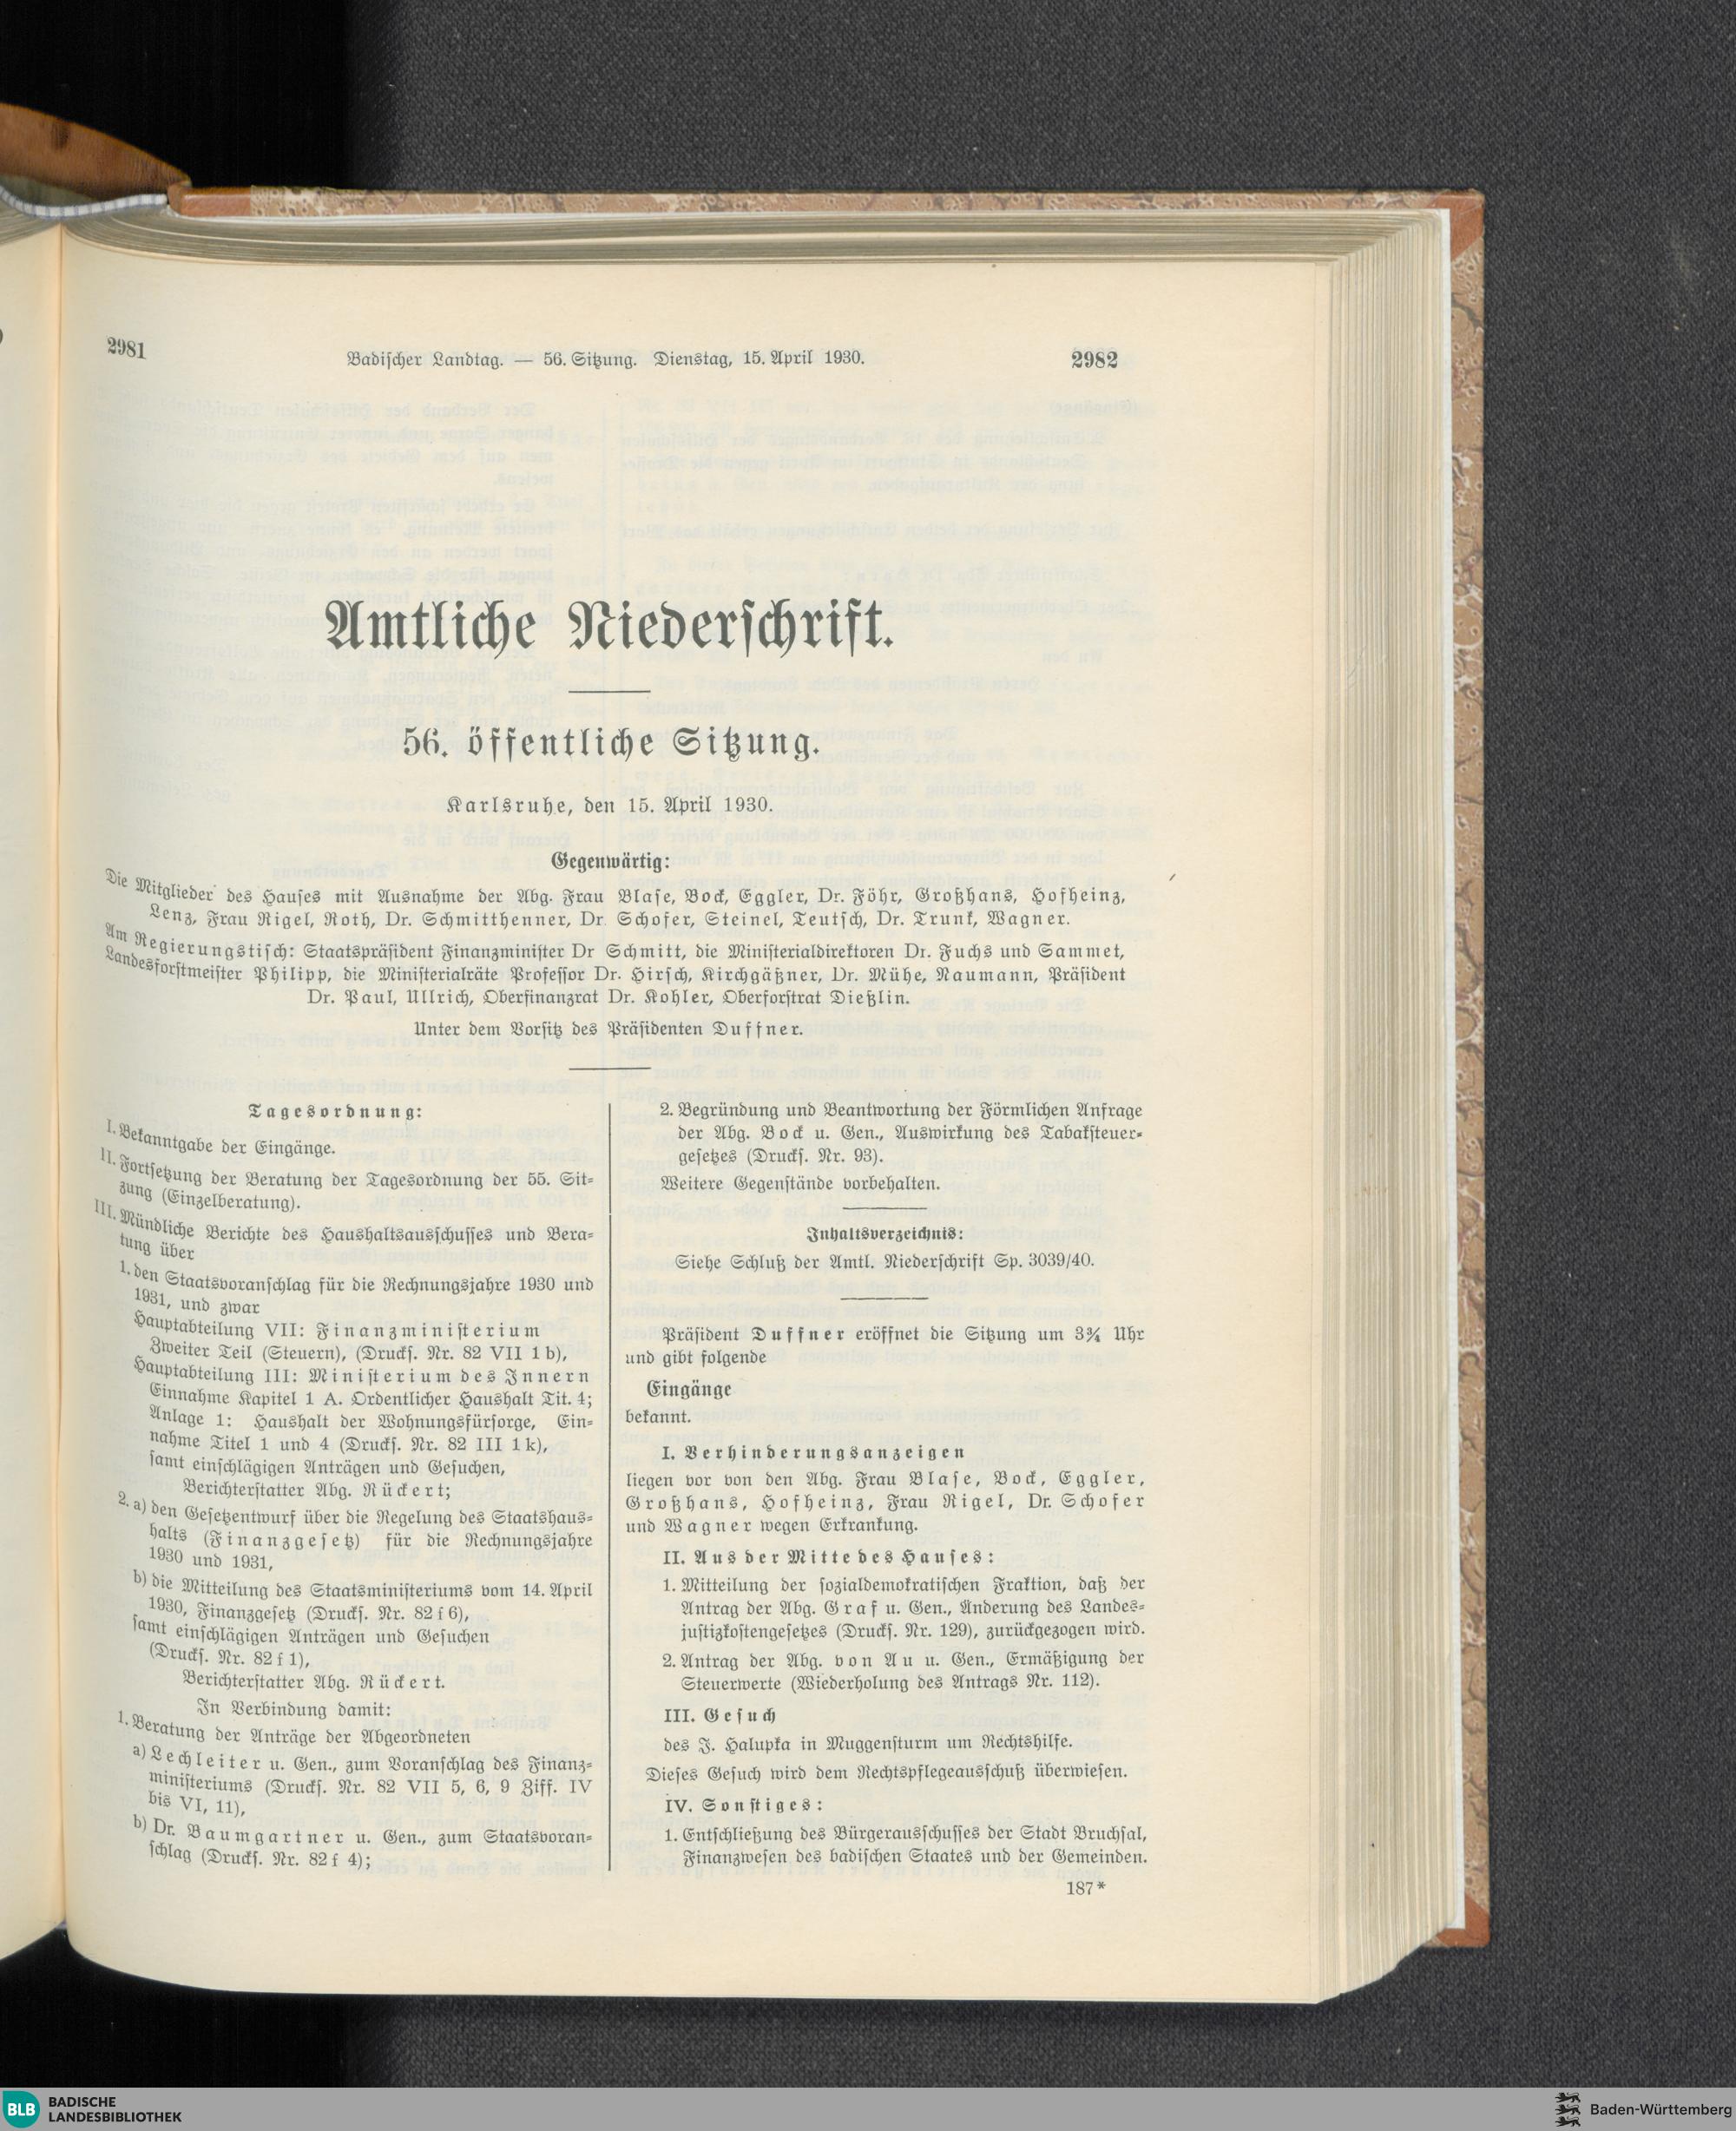 2981
Badischer Landtag. — 56. Sitzung. Dienstag, 15. April 1930.
2982
Amtliche Niederschrift.
56. öffentliche Sitzung.
Karlsruhe, den 15. April 1930.
Gegenwärtig:
Die Mitglieder des Hauses mit Ausnahme der Abg. Frau Blase, Bock, Eggler, Dr. Föhr, Großhans, Hofheinz,
Lenz, Frau Rigel, Roth, Dr. Schmitthenner, Dr. Schofer, Steinel, Teutsch, Dr. Trunk, Wagner.
Am Regierungstisch: Staatspräsident Finanzminister Dr Schmitt, die Ministerialdirektoren Dr. Fuchs und Sammet,
Landesforstmeister Philipp, die Ministerialräte Professor Dr. Hirsch, Kirchgäßner, Dr. Mühe, Naumann, Präsident
Dr. Paul, Ullrich, Oberfinanzrat Dr. Kohler, Oberforstrat Dießlin.
Unter dem Vorsitz des Präsidenten Duffner.
Tagesordnung:
I. Bekanntgabe der Eingänge.
II. Fortsetzung der Beratung der Tagesordnung der 55. Sit-
zung (Einzelberatung).
III. Mündliche Berichte des Haushaltsausschusses und Bera-
tung über
1. den Staatsvoranschlag für die Rechnungsjahre 1930 und
1931, und zwar
Hauptabteilung VII: Finanzministerium
Zweiter Teil (Steuern), (Drucks. Nr. 82 VII 1 b),
Hauptabteilung III: Ministerium des Innern
Einnahme Kapitel 1 A. Ordentlicher Haushalt Tit. 4;
Anlage 1: Haushalt der Wohnungsfürsorge, Ein-
nahme Titel 1 und 4 (Drucks. Nr. 82 III 1 k),
samt einschlägigen Anträgen und Gesuchen,
Berichterstatter Abg. Rückert;
2. a) den Gesetzentwurf über die Regelung des Staatshaus-
halts (Finanzgesetz) für die Rechnungsjahre
1930 und 1931,
b) die Mitteilung des Staatsministeriums vom 14. April
1930, Finanzgesetz (Drucks. Nr. 82 f 6),
samt einschlägigen Anträgen und Gesuchen
(Drucks. Nr. 82 f 1),
Berichterstatter Abg. Rückert.
In Verbindung damit:
1. Beratung der Anträge der Abgeordneten
a) Lechleiter u. Gen., zum Voranschlag des Finanz-
ministeriums (Drucks. Nr. 82 VII 5, 6, 9 Ziff. IV
bis VI, 11),
b) Dr. Baumgartner u. Gen., zum Staatsvoran-
schlag (Drucks. Nr. 82 f 4);
2. Begründung und Beantwortung der Förmlichen Anfrage
der Abg. Bock u. Gen., Auswirkung des Tabaksteuer-
gesetzes (Drucks. Nr. 93).
Weitere Gegenstände vorbehalten.
Inhaltsverzeichnis:
Siehe Schluß der Amtl. Niederschrift Sp. 3039/40.
Präsident Duffner eröffnet die Sitzung um 3¾ Uhr
und gibt folgende
Eingänge
bekannt.
I. Verhinderungsanzeigen
liegen vor von den Abg. Frau Blase, Bock, Eggler,
Großhans, Hofheinz, Frau Rigel, Dr. Schofer
und Wagner wegen Erkrankung.
II. Aus der Mitte des Hauses:
1. Mitteilung der sozialdemokratischen Fraktion, daß der
Antrag der Abg. Graf u. Gen., Änderung des Landes-
justizkostengesetzes (Drucks. Nr. 129), zurückgezogen wird.
2. Antrag der Abg. von Au u. Gen., Ermäßigung der
Steuerwerte (Wiederholung des Antrags Nr. 112).
III. Gesuch
des J. Halupka in Muggensturm um Rechtshilfe.
Dieses Gesuch wird dem Rechtspflegeausschuß überwiesen.
IV. Sonstiges:
1. Entschließung des Bürgerausschusses der Stadt Bruchsal,
Finanzwesen des badischen Staates und der Gemeinden.
187*
BLB BADISCHE
LANDESBIBLIOTHEK
Baden-Württemberg